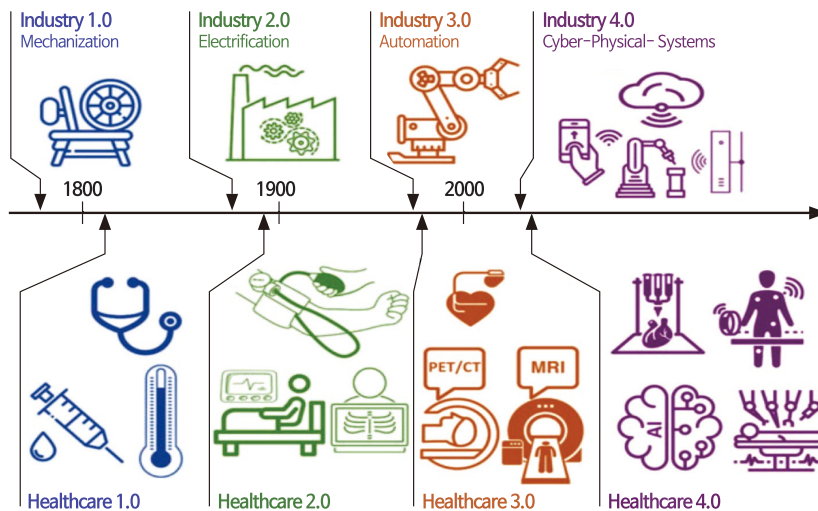 Industry 1.0
Mechanization
Industry 2.0
Electrification
Industry 3.0
Automation
Industry 4.0
Cyber-Physical- Systems
1800
1900
2000
PET/CT
MRI
AI
Healthcare 1.0
Healthcare 2.0
Healthcare 3.0
Healthcare 4.0